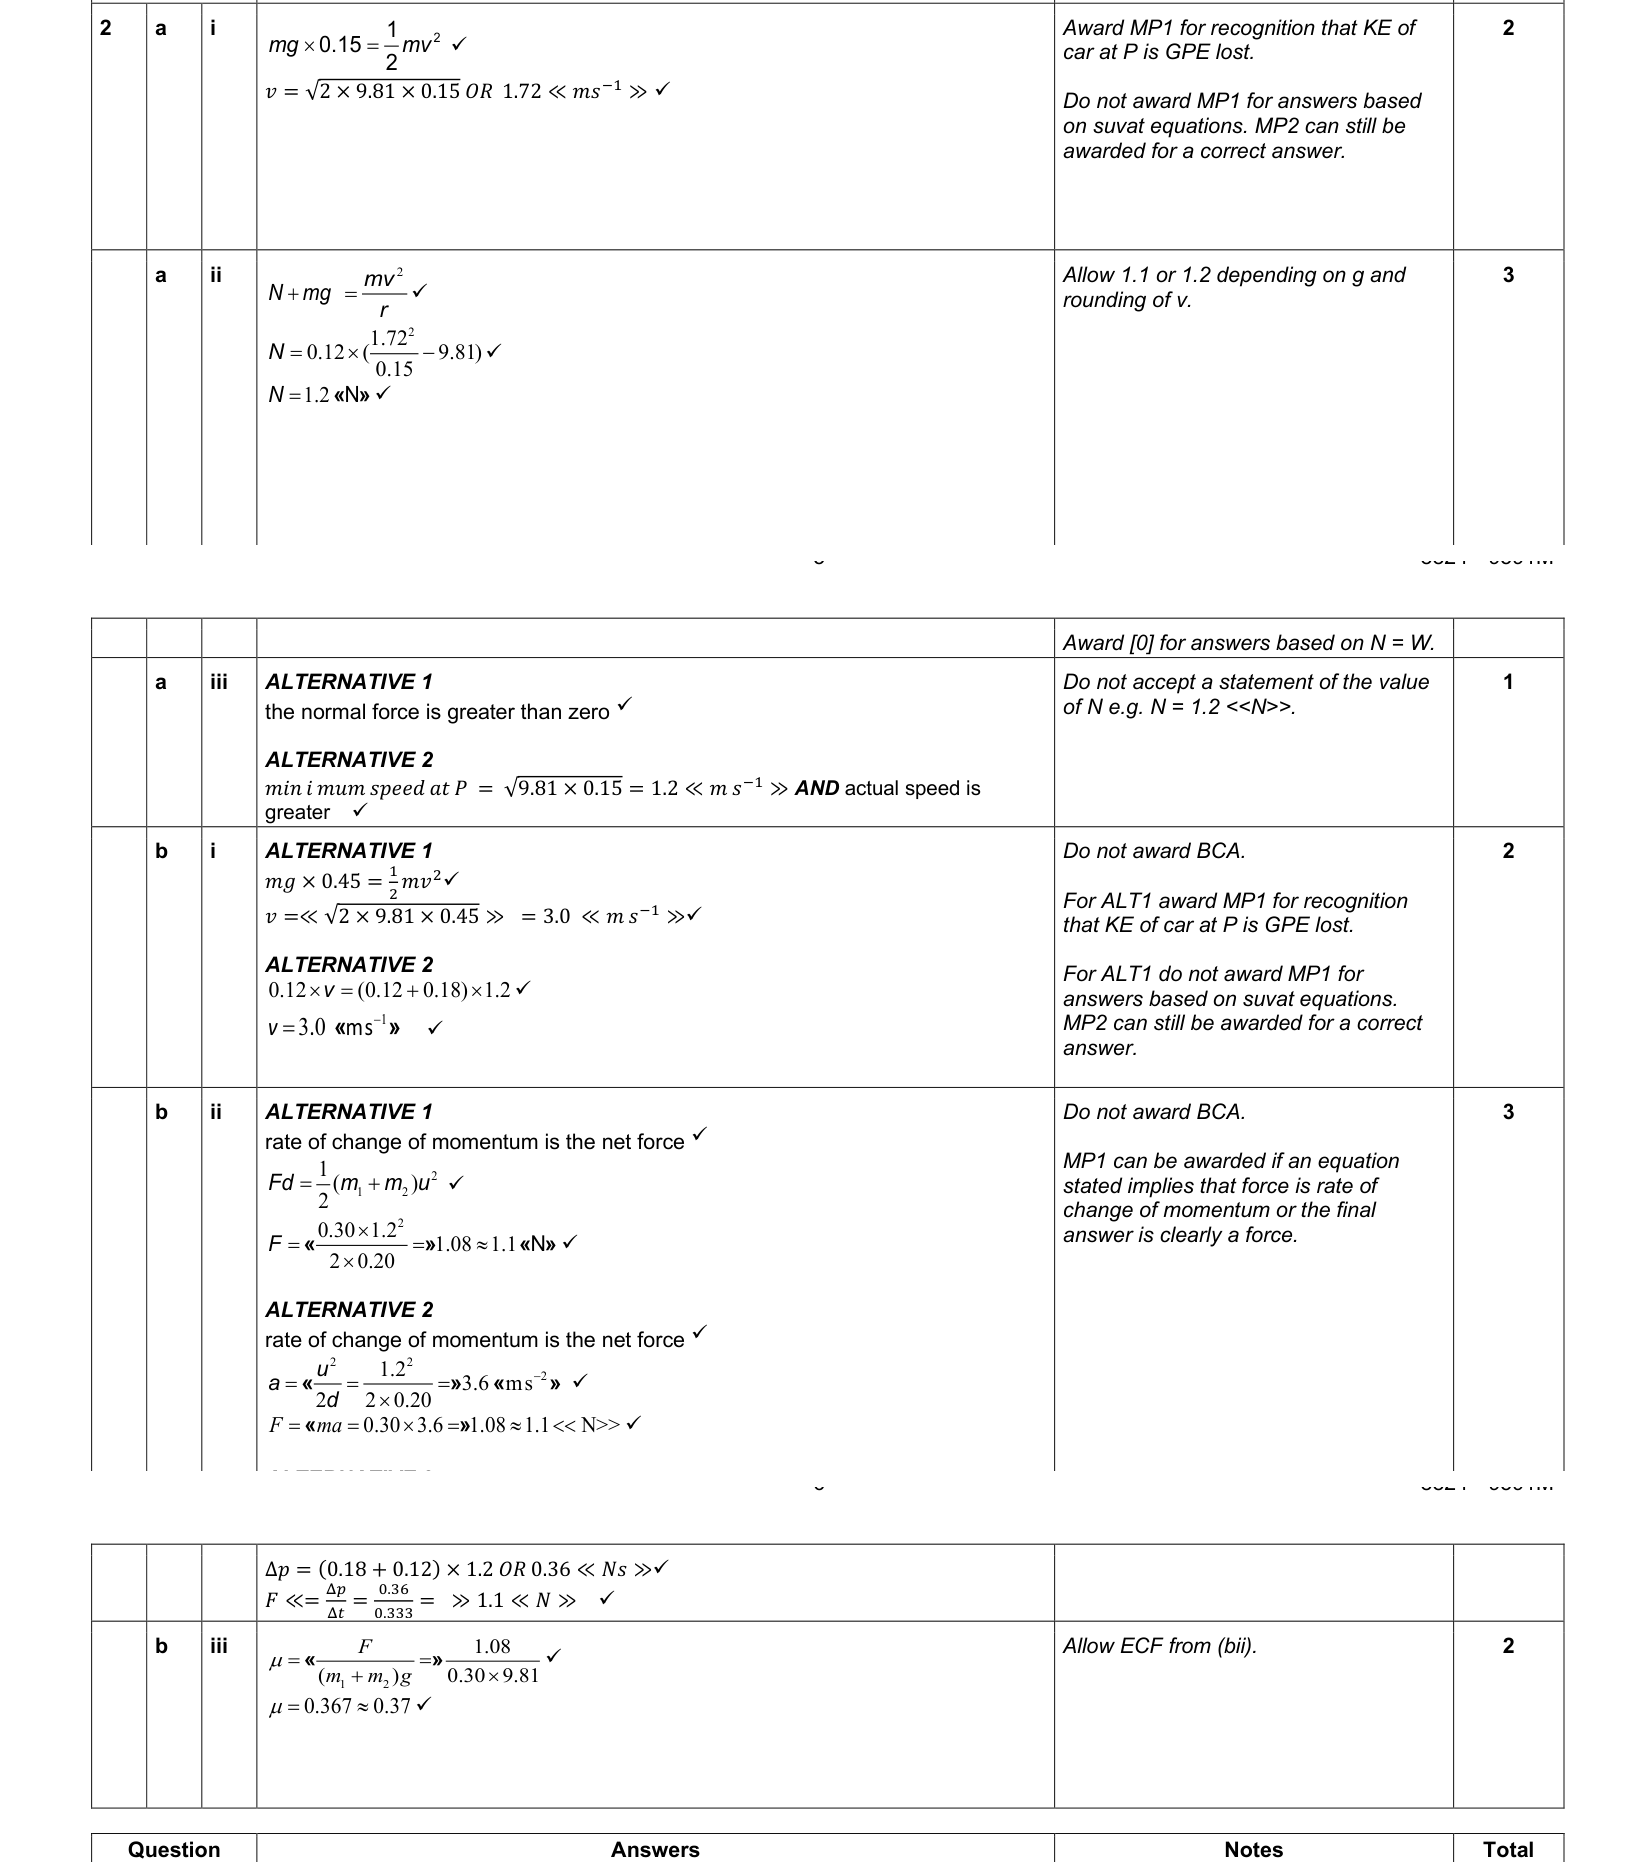 2 a i mg × 0.15 = 1/2 mv² ✓ Award MP1 for recognition that KE of 2
car at P is GPE lost.
v = √(2 × 9.81 × 0.15) OR 1.72 ≪ ms⁻¹ ≫ ✓
Do not award MP1 for answers based
on suvat equations. MP2 can still be
awarded for a correct answer.
a ii N + mg = mv²/r ✓ Allow 1.1 or 1.2 depending on g and 3
rounding of v.
N = 0.12 × (1.72²/0.15 − 9.81) ✓
N = 1.2 «N» ✓
Award [0] for answers based on N = W.
a iii ALTERNATIVE 1 Do not accept a statement of the value 1
the normal force is greater than zero ✓ of N e.g. N = 1.2 <<N>>.
ALTERNATIVE 2
min i mum speed at P = √(9.81 × 0.15) = 1.2 ≪ m s⁻¹ ≫ AND actual speed is
greater ✓
b i ALTERNATIVE 1 Do not award BCA. 2
mg × 0.45 = 1/2 mv² ✓
For ALT1 award MP1 for recognition
v =≪ √(2 × 9.81 × 0.45) ≫ = 3.0 ≪ m s⁻¹ ≫✓
that KE of car at P is GPE lost.
ALTERNATIVE 2
For ALT1 do not award MP1 for
0.12 × v = (0.12 + 0.18) × 1.2 ✓
answers based on suvat equations.
v = 3.0 «ms⁻¹» ✓
MP2 can still be awarded for a correct
answer.
b ii ALTERNATIVE 1 Do not award BCA. 3
rate of change of momentum is the net force ✓
MP1 can be awarded if an equation
Fd = 1/2 (m₁ + m₂)u² ✓
stated implies that force is rate of
change of momentum or the final
F = «0.30 × 1.2²/2 × 0.20 =»1.08 ≈ 1.1«N» ✓
answer is clearly a force.
ALTERNATIVE 2
rate of change of momentum is the net force ✓
a = «u²/2d = 1.2²/2 × 0.20 =»3.6 «ms⁻²» ✓
F = «ma = 0.30 × 3.6 =»1.08 ≈ 1.1 << N>> ✓
Δp = (0.18 + 0.12) × 1.2 OR 0.36 ≪ Ns ≫✓
F ≪= Δp/Δt = 0.36/0.333 = ≫ 1.1 ≪ N ≫ ✓
b iii μ = «F/(m₁ + m₂)g =» 1.08/0.30 × 9.81 ✓ Allow ECF from (bii). 2
μ = 0.367 ≈ 0.37 ✓
Question Answers Notes Total